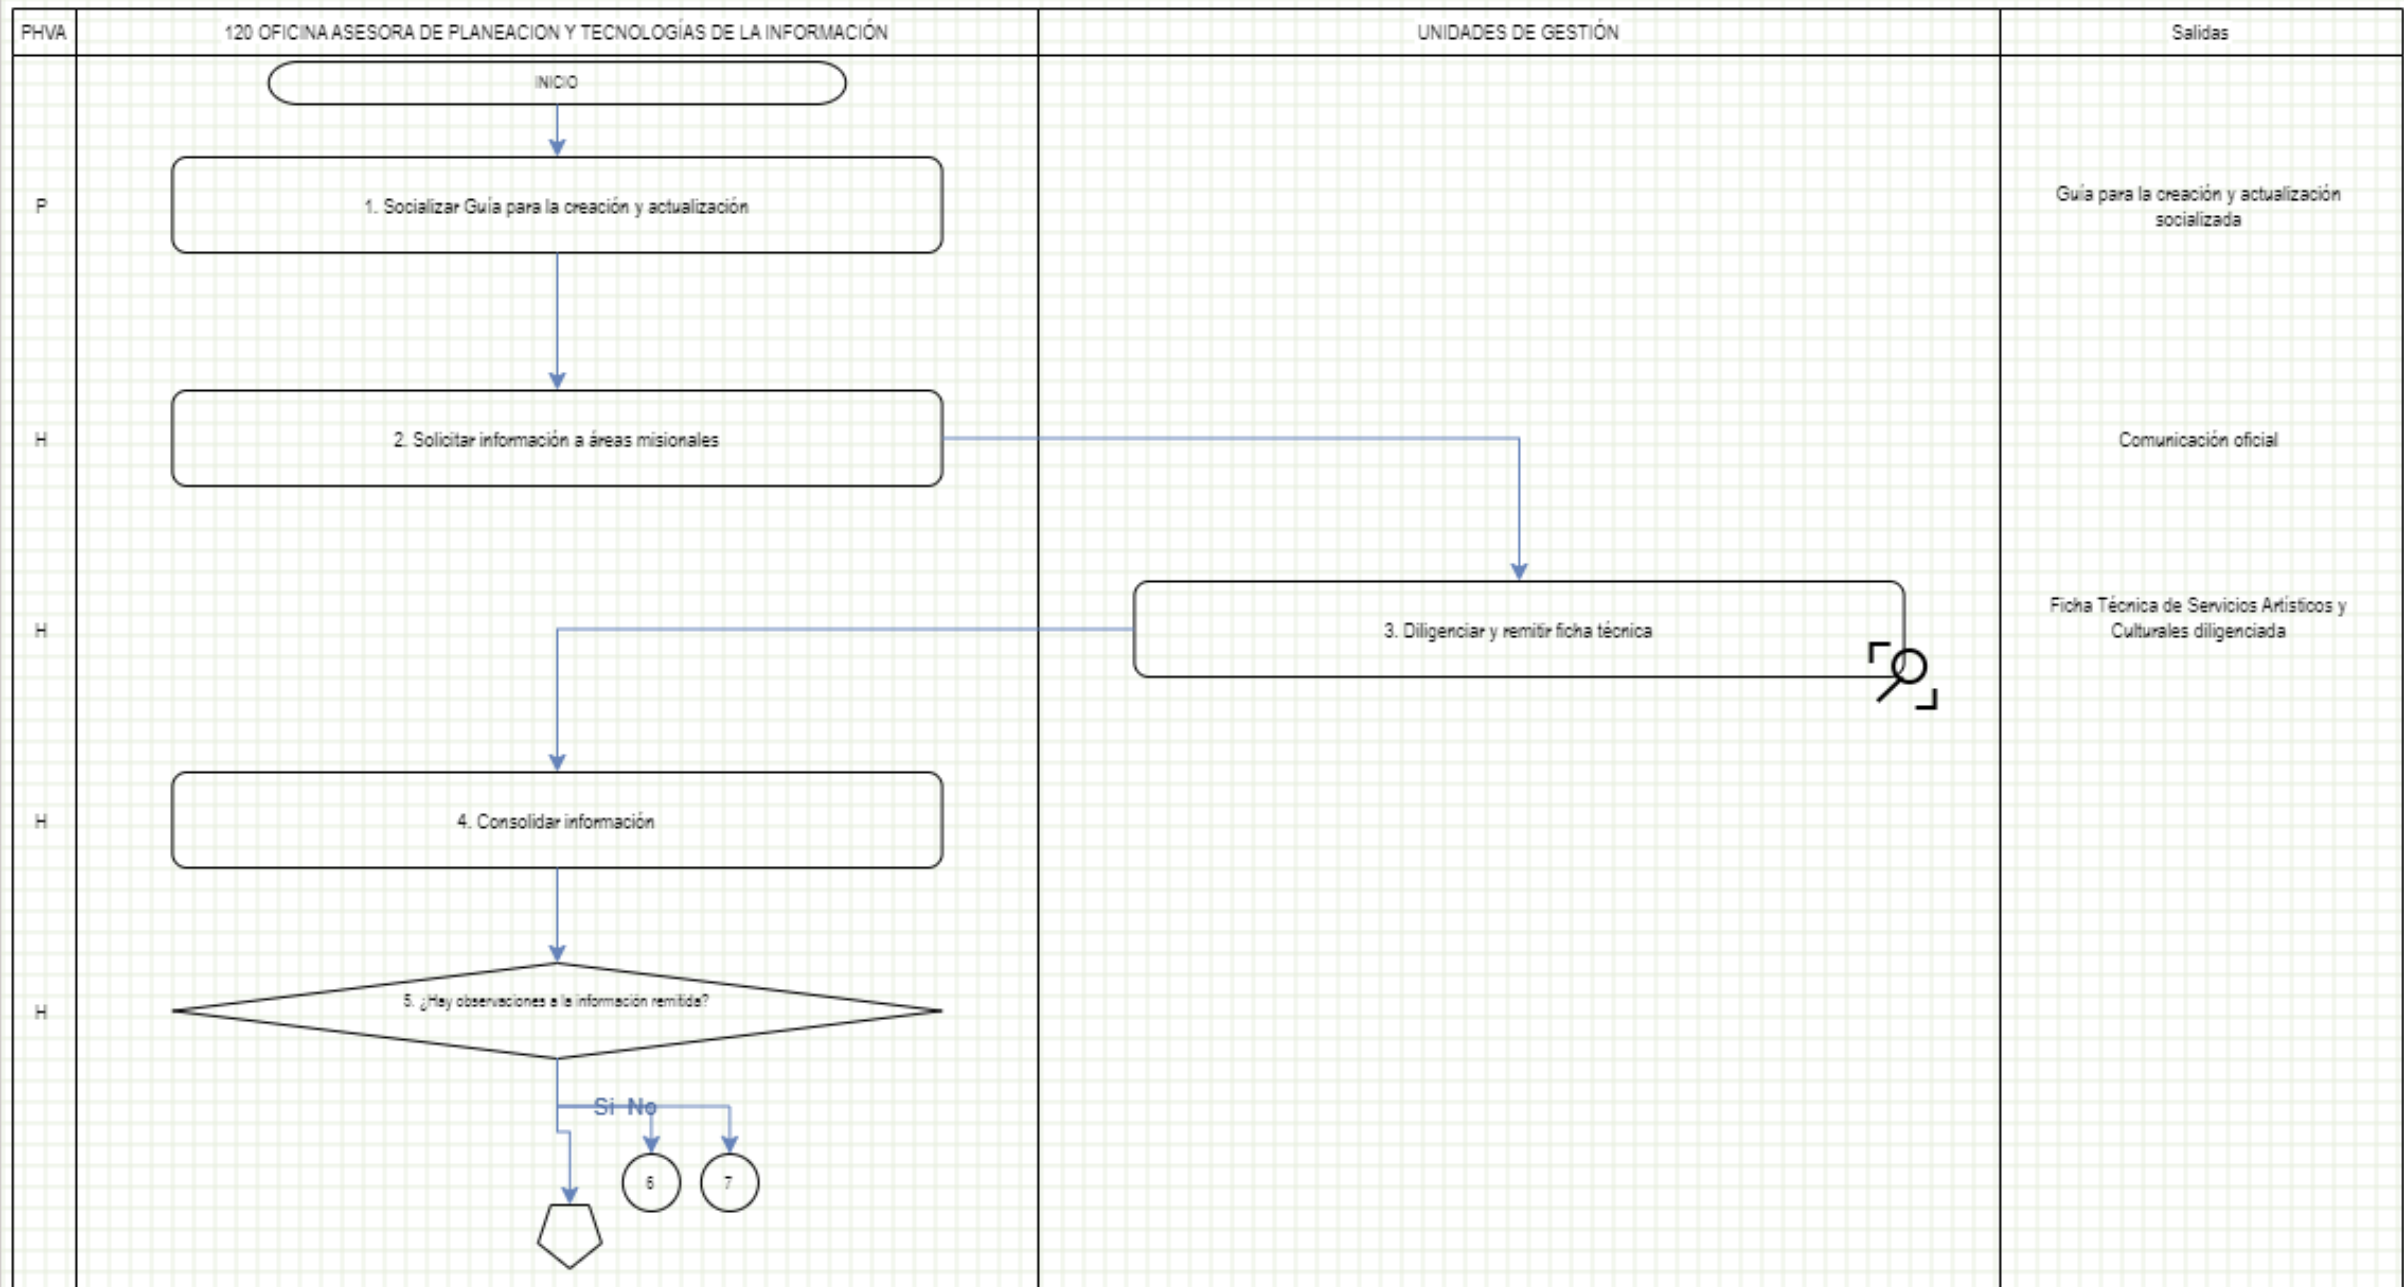 PHVA
120 OFICINA ASESORA DE PLANEACION Y TECNOLOGÍAS DE LA INFORMACIÓN
UNIDADES DE GESTIÓN
Salidas
INICIO
P
1. Socializar Guía para la creación y actualización
Guía para la creación y actualización
socializada
H
2. Solicitar información a áreas misionales
Comunicación oficial
H
3. Diligenciar y remitir ficha técnica
Ficha Técnica de Servicios Artísticos y
Culturales diligenciada
H
4. Consolidar información
H
5. ¿Hay observaciones a la información remitida?
Si No
6
7